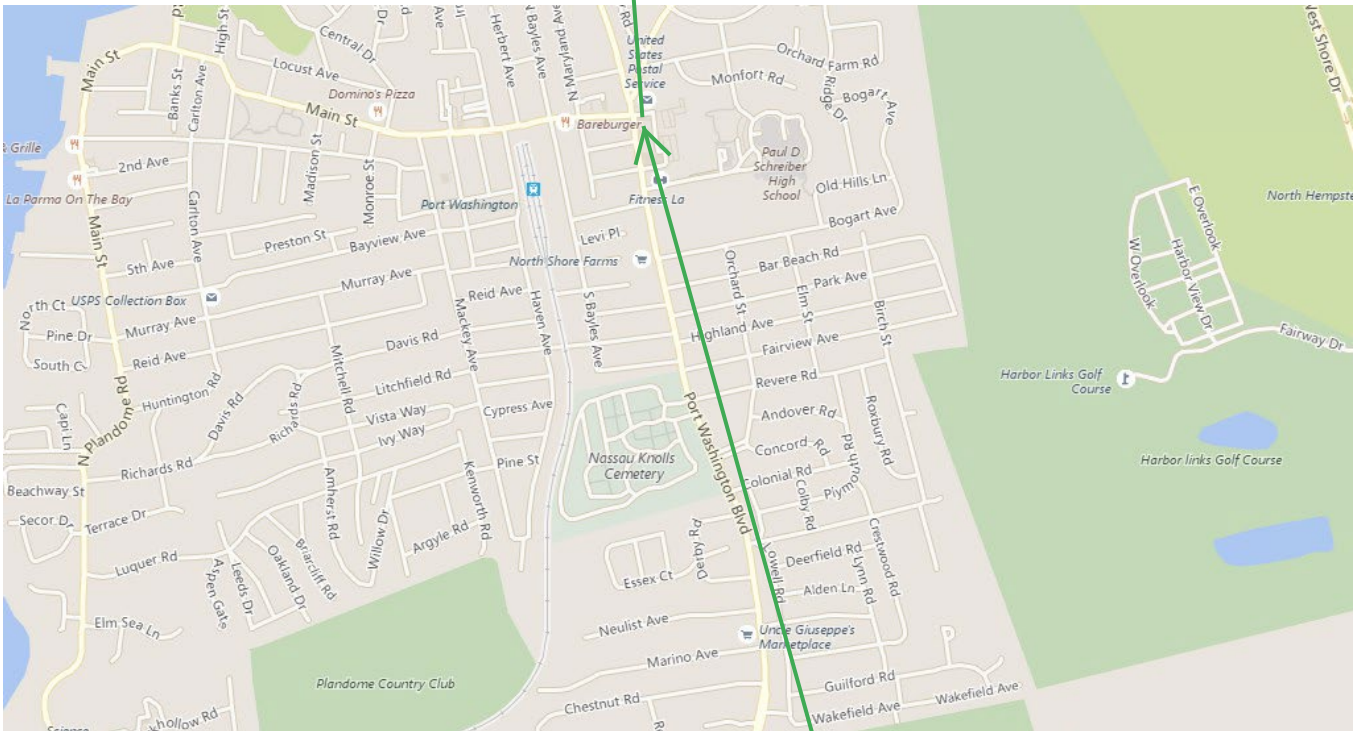 Main St
Banks St
High St
Carlton Ave
Central Dr
Locust Ave
Herbert Ave
N Bayles Ave
N Maryland Ave
United
States
Postal
Service
Orchard Farm Rd
Monfort Rd
Ridge Dr
Bogart Ave
West Shore Dr
Domino's Pizza
Main St
Bareburger
& Grille
2nd Ave
Madison St
Monroe St
Paul D
Schreiber
High
School
Old Hills Ln
La Parma On The Bay
Port Washington
Fitness La
E Overlook
North Hempste
Main St
Carlton Ave
Preston St
Bayview Ave
Levi Pl
Bogart Ave
W Overlook
Harbor View Dr
5th Ave
Murray Ave
North Shore Farms
Bar Beach Rd
Orchard St
Park Ave
North Ct
USPS Collection Box
Reid Ave
Haven Ave
S Bayles Ave
Elm St
Birch St
Pine Dr
Murray Ave
Mackey Ave
Highland Ave
Fairview Ave
Fairway Dr
South Ct
Reid Ave
Davis Rd
Mitchell Rd
Litchfield Rd
Revere Rd
Harbor Links Golf
Course
Capi Ln
Huntington Rd
Davis Rd
Richards Rd
Vista Way
Ivy Way
Cypress Ave
Port Washington Blvd
Andover Rd
Roxbury Rd
N Plandome Rd
Richards Rd
Pine St
Nassau Knolls
Cemetery
Concord Rd
Colonial Rd
Colby Rd
Plymouth Rd
Harbor links Golf Course
Beachway St
Secor Dr
Terrace Dr
Amherst Rd
Willow Dr
Kenworth Rd
Argyle Rd
Derby Rd
Crestwood Rd
Luquer Rd
Aspen Gate
Leeds Dr
Oakland Dr
Briarcliff Rd
Essex Ct
Lowell Rd
Deerfield Rd
Lynn Rd
Alden Ln
Elm Sea Ln
Neulist Ave
Uncle Giuseppe's
Marketplace
Marino Ave
Plandome Country Club
Guilford Rd
Wakefield Ave
Chestnut Rd
Wakefield Ave
hollow Rd